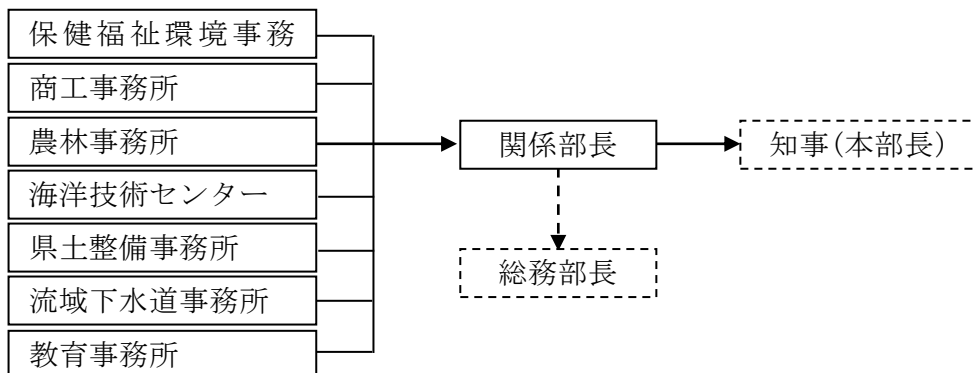 保健福祉環境事務
商工事務所
農林事務所
海洋技術センター
県土整備事務所
流域下水道事務所
教育事務所
関係部長
知事(本部長)
総務部長